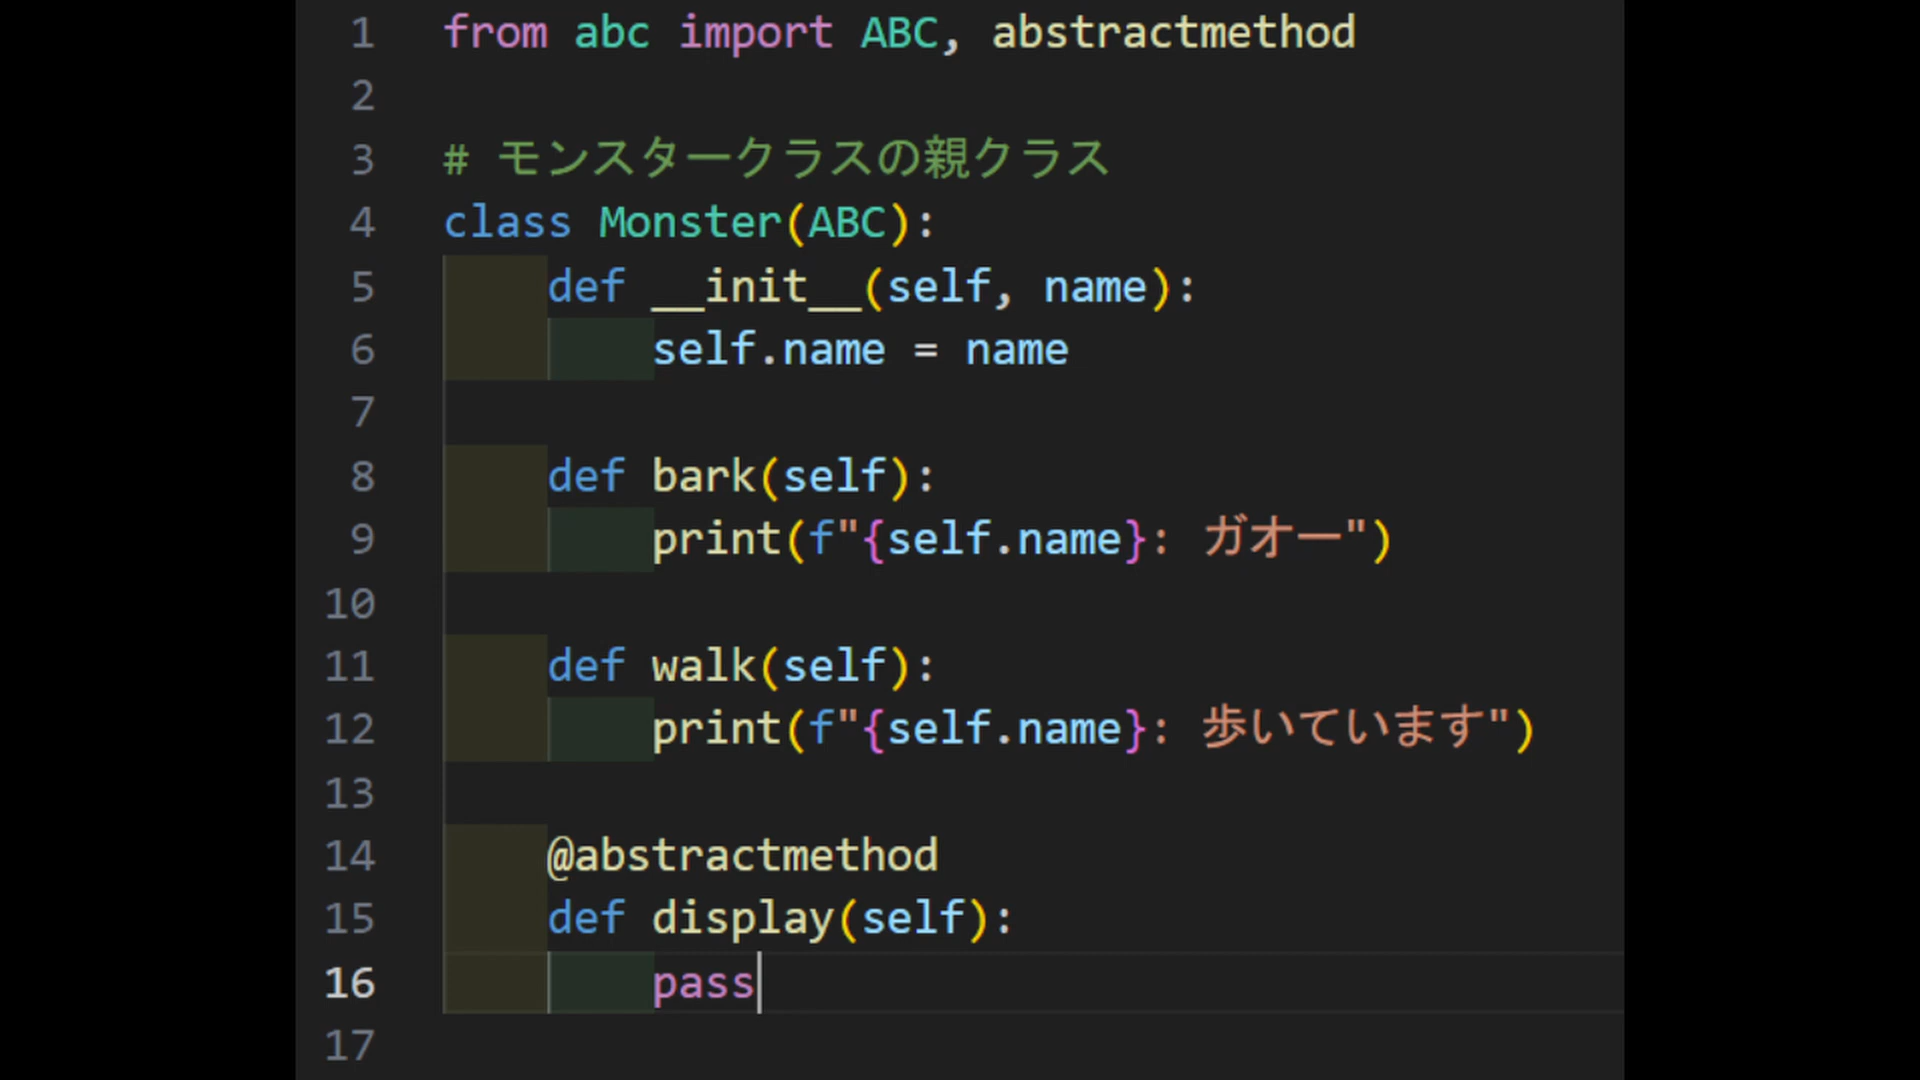 1 from abc import ABC, abstractmethod
2
3 # モンスタークラスの親クラス
4 class Monster(ABC):
5     def __init__(self, name):
6         self.name = name
7
8     def bark(self):
9         print(f"{self.name}: ガオー")
10
11     def walk(self):
12         print(f"{self.name}: 歩いています")
13
14     @abstractmethod
15     def display(self):
16         pass
17